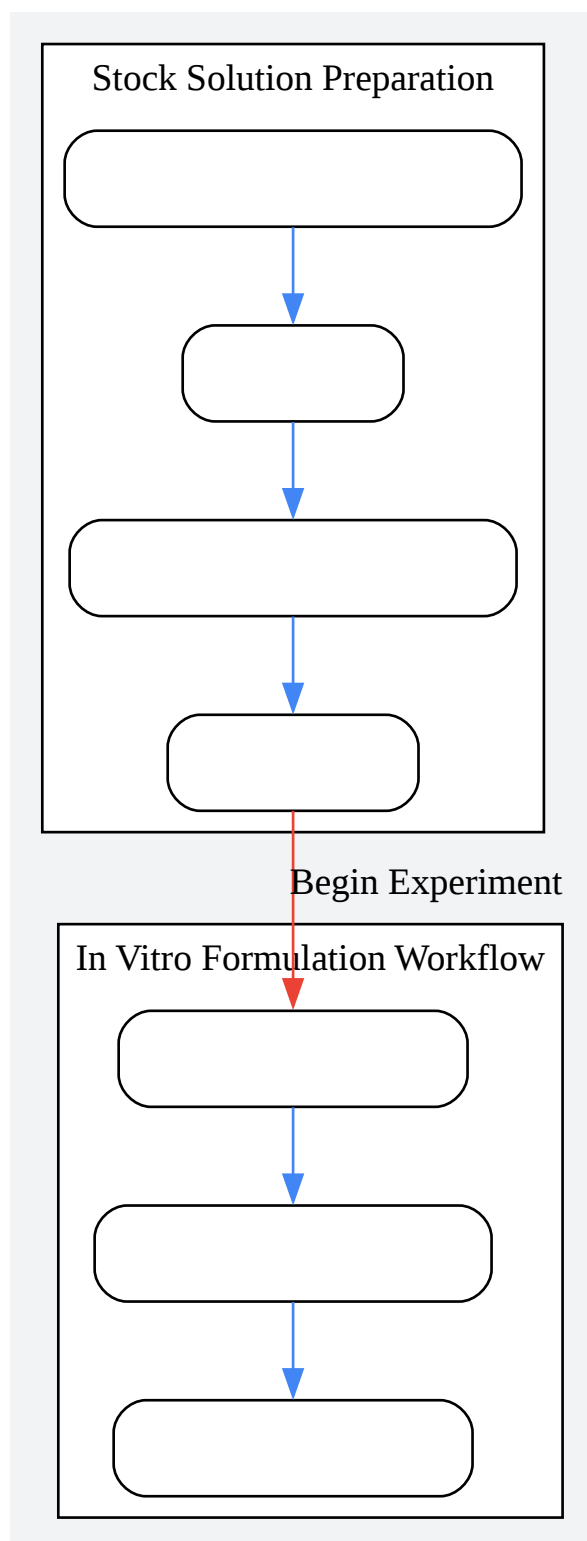 Stock Solution Preparation
Begin Experiment
In Vitro Formulation Workflow